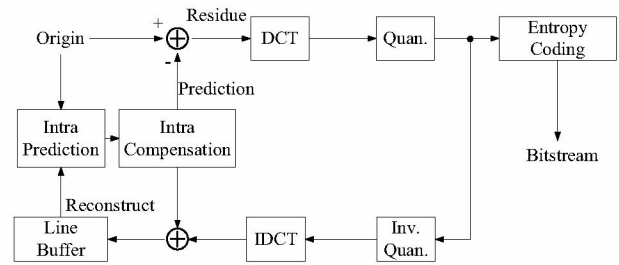 Origin
+
-
Residue
DCT
Quan.
Entropy
Coding
Prediction
Intra
Prediction
Intra
Compensation
Bitstream
Reconstruct
Line
Buffer
IDCT
Inv.
Quan.